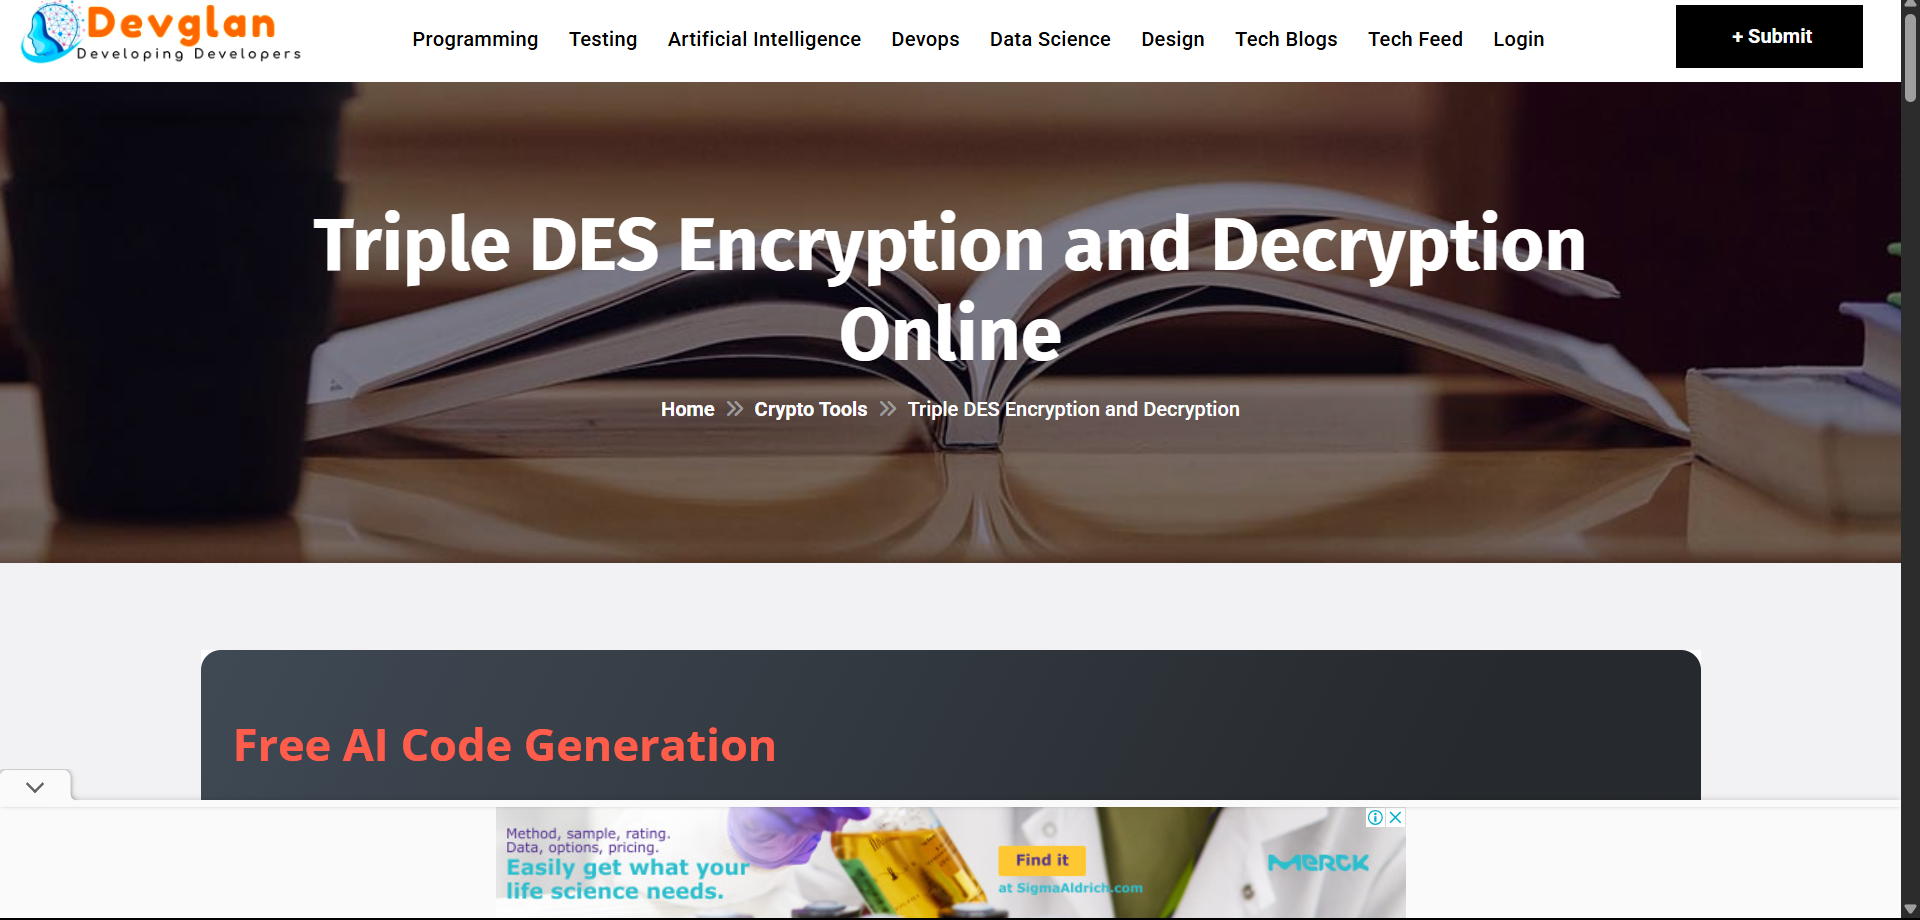 Devglan
Developing Developers
Programming
Testing
Artificial Intelligence
Devops
Data Science
Design
Tech Blogs
Tech Feed
Login
+ Submit
Triple DES Encryption and Decryption
Online
Home » Crypto Tools » Triple DES Encryption and Decryption
Free AI Code Generation
Method, sample, rating.
Data, options, pricing.
Easily get what your
life science needs.
Find it
at SigmaAldrich.com
MERCK